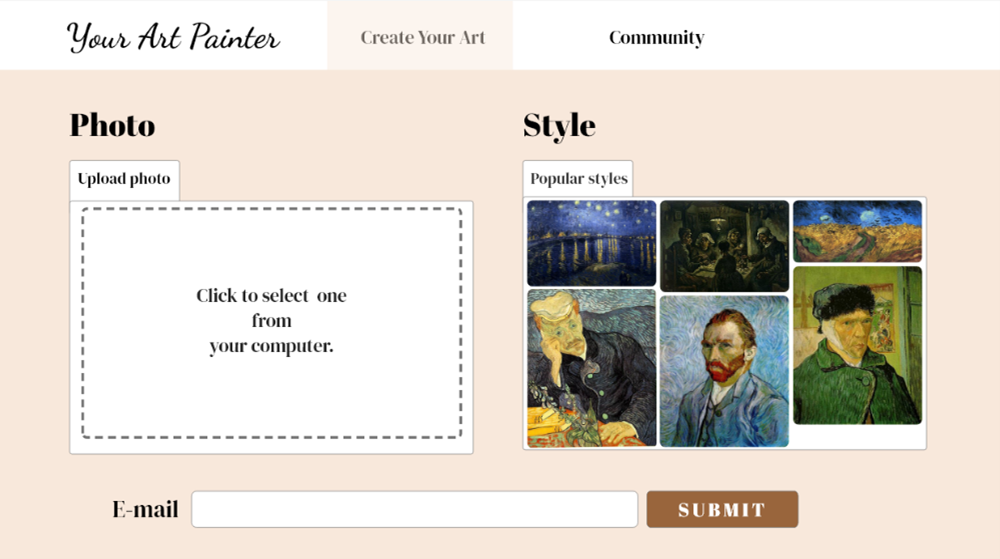 Your Art Painter
Create Your Art
Community
Photo
Upload photo
Click to select one
from
your computer.
Style
Popular styles
E-mail
SUBMIT